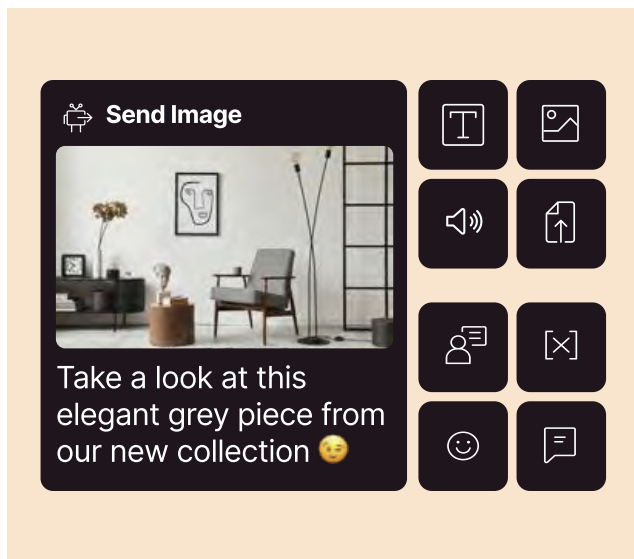 Send Image
Take a look at this
elegant grey piece from
our new collection 😉
T